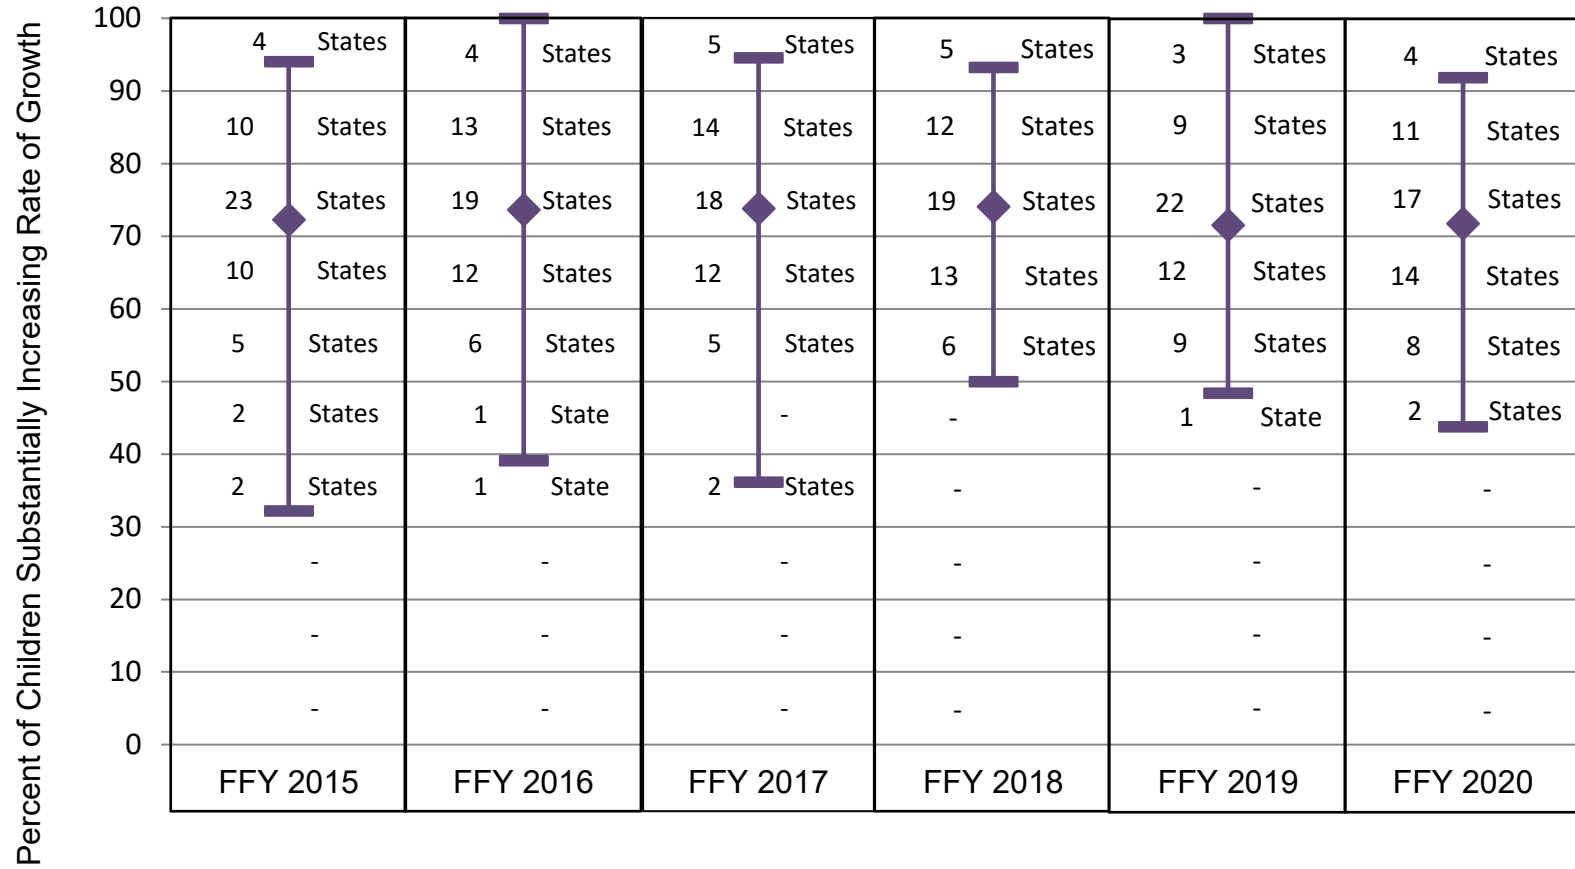 Percent of Children Substantially Increasing Rate of Growth
100
4 States 4 States 5 States 5 States 3 States 4 States
90
10 States 13 States 14 States 12 States 9 States 11 States
80
23 States 19 States 18 States 19 States 22 States 17 States
70
10 States 12 States 12 States 13 States 12 States 14 States
60
5 States 6 States 5 States 6 States 9 States 8 States
50
2 States 1 State - - 1 State 2 States
40
2 States 1 State 2 States - - -
30
- - - - - -
20
- - - - - -
10
- - - - - -
0
FFY 2015 FFY 2016 FFY 2017 FFY 2018 FFY 2019 FFY 2020